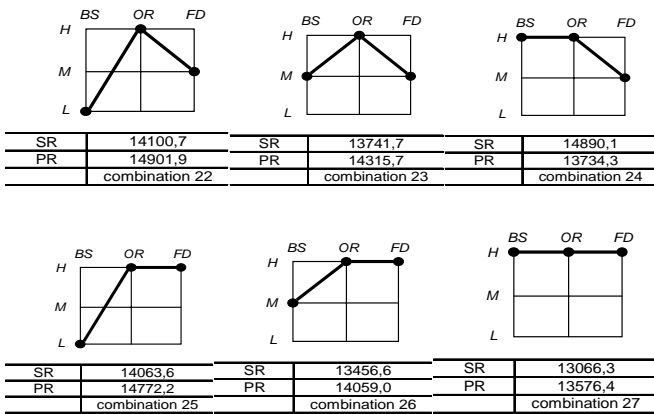 BS OR FD
H
M
L
SR 14100,7
PR 14901,9
combination 22
BS OR FD
H
M
L
SR 13741,7
PR 14315,7
combination 23
BS OR FD
H
M
L
SR 14890,1
PR 13734,3
combination 24
BS OR FD
H
M
L
SR 14063,6
PR 14772,2
combination 25
BS OR FD
H
M
L
SR 13456,6
PR 14059,0
combination 26
BS OR FD
H
M
L
SR 13066,3
PR 13576,4
combination 27